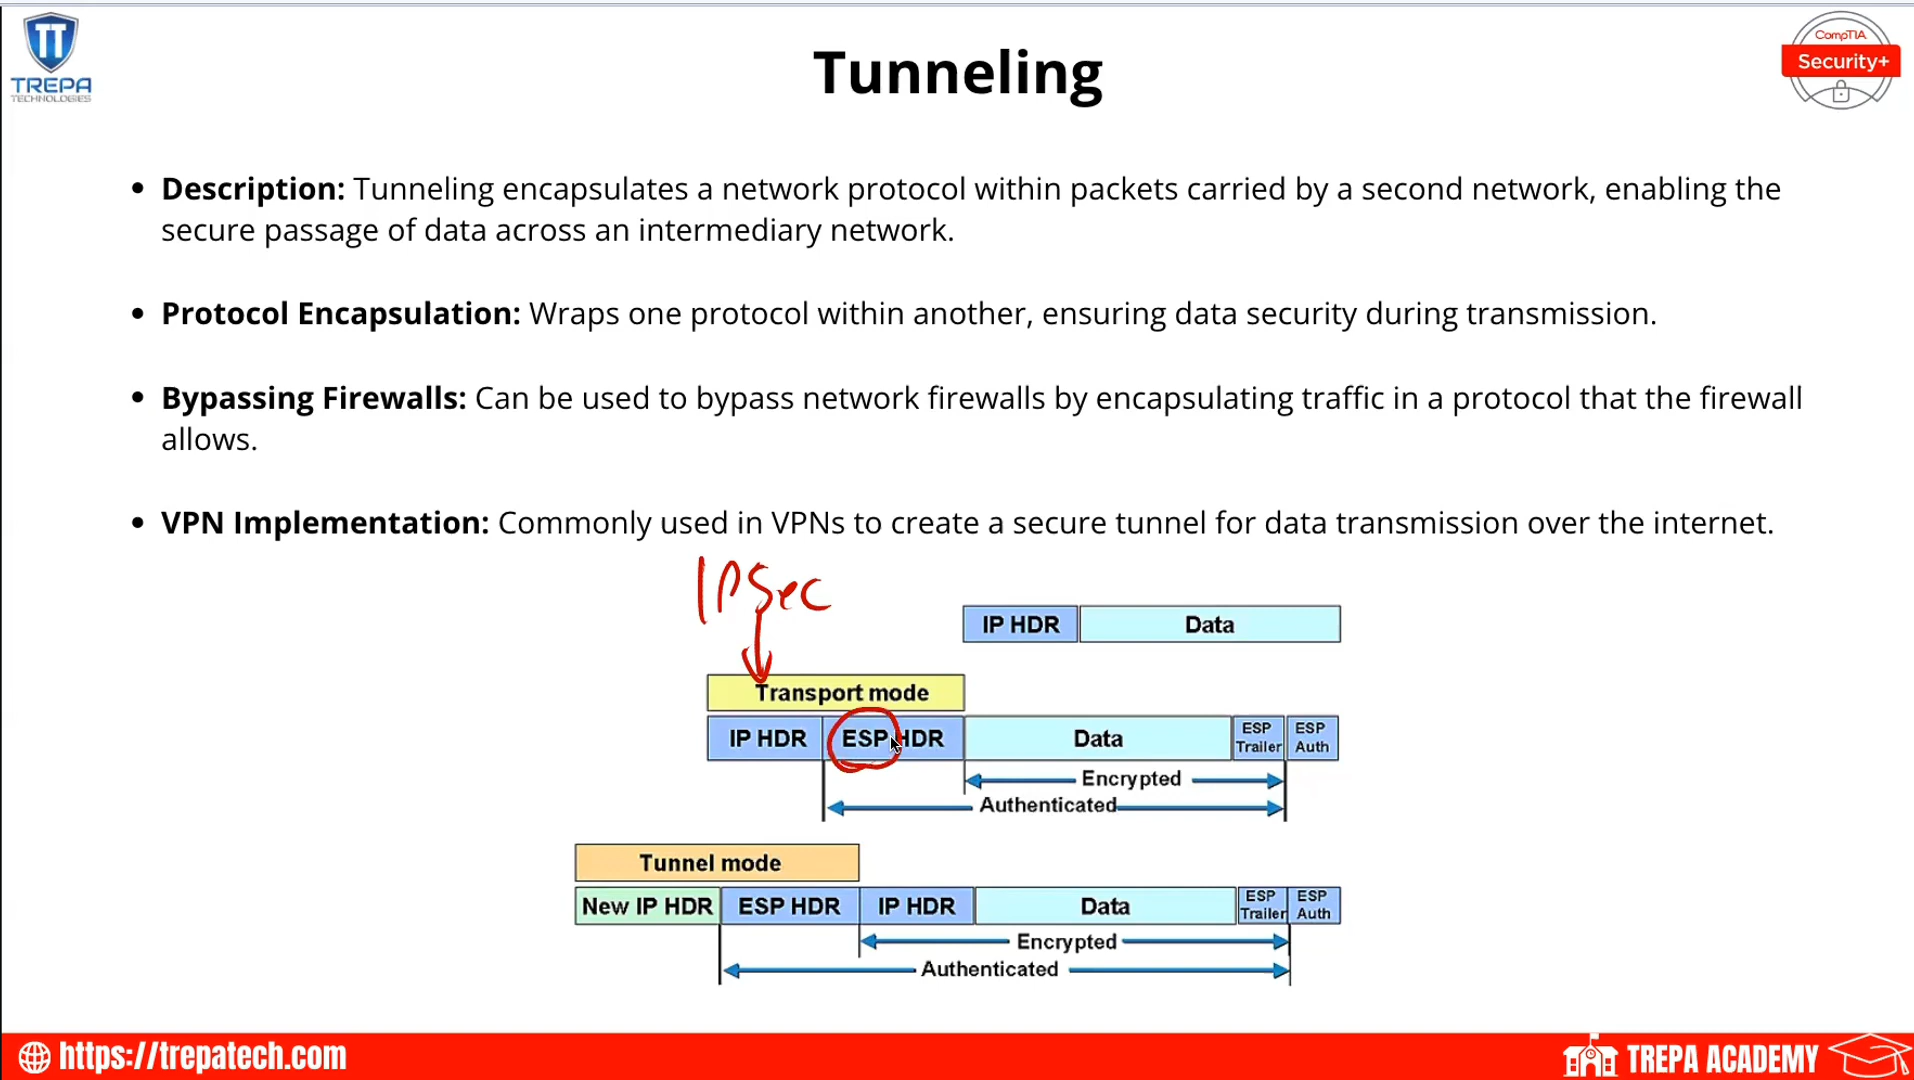 TT
TREPA
TECHNOLOGIES
Tunneling
CompTIA
Security+
• Description: Tunneling encapsulates a network protocol within packets carried by a second network, enabling the
secure passage of data across an intermediary network.
• Protocol Encapsulation: Wraps one protocol within another, ensuring data security during transmission.
• Bypassing Firewalls: Can be used to bypass network firewalls by encapsulating traffic in a protocol that the firewall
allows.
• VPN Implementation: Commonly used in VPNs to create a secure tunnel for data transmission over the internet.
IPSec
IP HDR Data
Transport mode
IP HDR ESP HDR Data ESP Trailer ESP Auth
Encrypted
Authenticated
Tunnel mode
New IP HDR ESP HDR IP HDR Data ESP Trailer ESP Auth
Encrypted
Authenticated
https://trepatech.com
TREPA ACADEMY